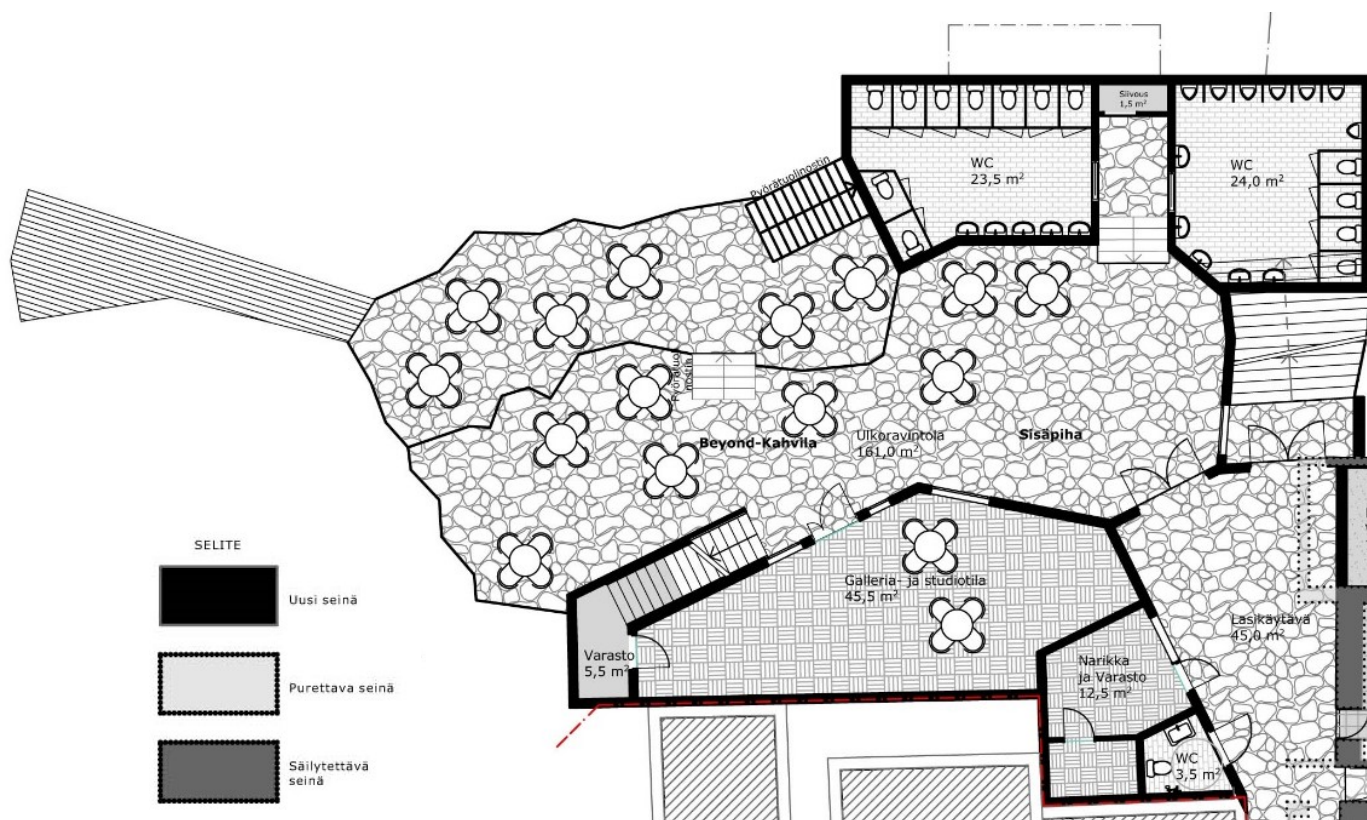 Siivous
1,5 m²
Pyörätuolinostin
WC
23,5 m²
WC
24,0 m²
Pyörätuo
nostin
Beyond-Kahvila
Ulkoravintola
161,0 m²
Sisäpiha
SELITE
Uusi seinä
Purettava seinä
Säilytettävä
seinä
Galleria- ja studiotila
45,5 m²
Varasto
5,5 m²
Lasikäytävä
45,0 m²
Narikka
ja Varasto
12,5 m²
WC
3,5 m²